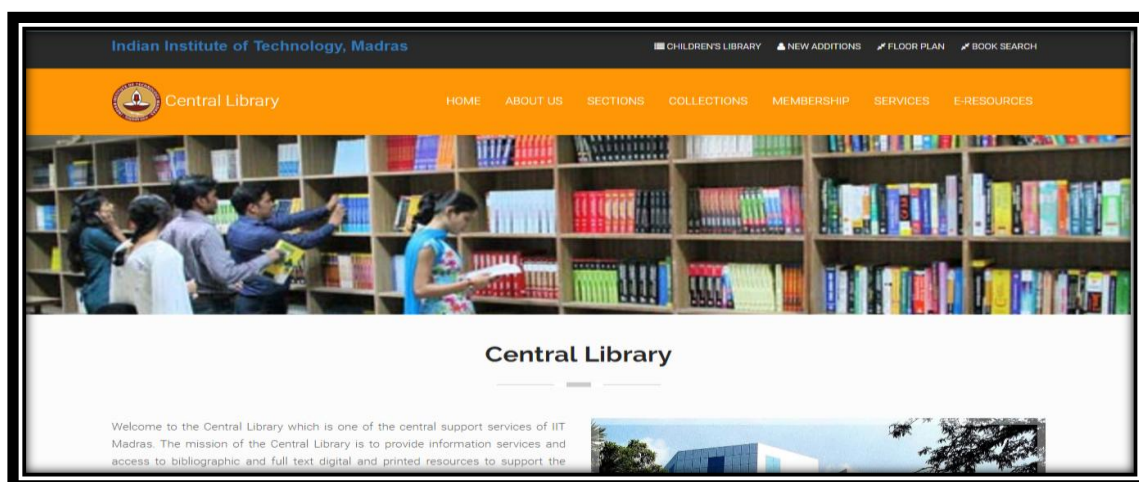 Indian Institute of Technology, Madras
CHILDREN'S LIBRARY NEW ADDITIONS FLOOR PLAN BOOK SEARCH
Central Library
HOME ABOUT US SECTIONS COLLECTIONS MEMBERSHIP SERVICES E-RESOURCES
Central Library
Welcome to the Central Library which is one of the central support services of IIT
Madras. The mission of the Central Library is to provide information services and
access to bibliographic and full text digital and printed resources to support the